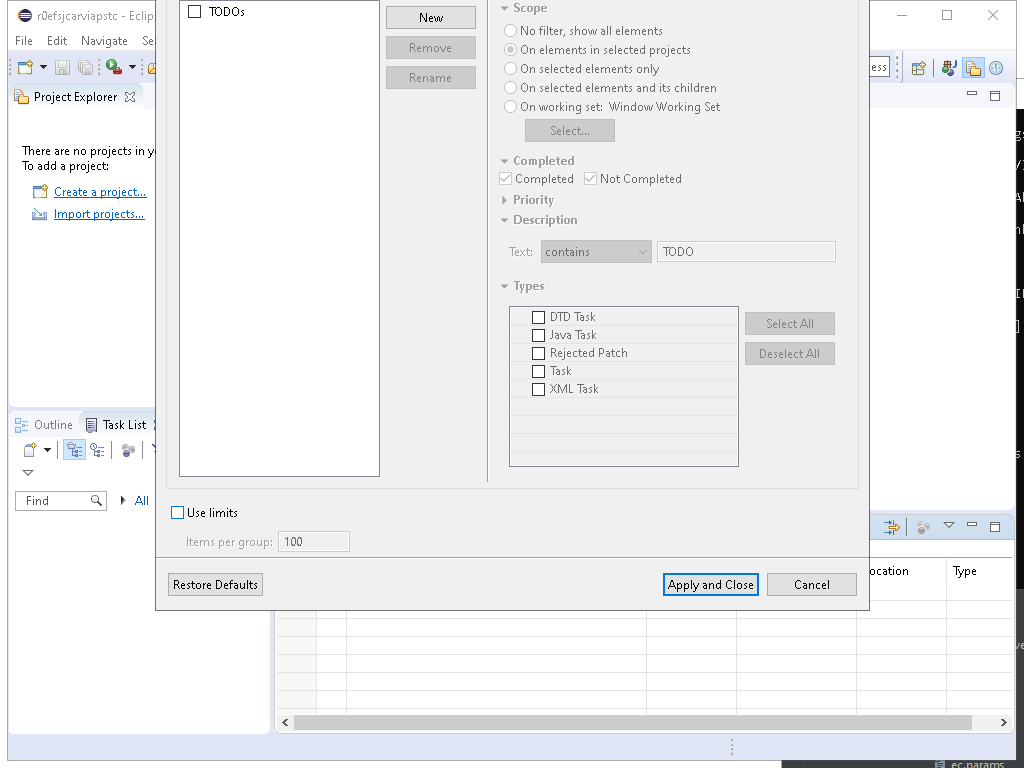 r0efsjcarviapstc - Eclip
File Edit Navigate Se
Project Explorer
There are no projects in y
To add a project:
Create a project...
Import projects...
Outline Task List
Find All
TODOs
New
Remove
Rename
Scope
No filter, show all elements
On elements in selected projects
On selected elements only
On selected elements and its children
On working set: Window Working Set
Select...
Completed
Completed Not Completed
Priority
Description
Text: contains TODO
Types
DTD Task
Java Task
Rejected Patch
Task
XML Task
Select All
Deselect All
Use limits
Items per group: 100
Restore Defaults Apply and Close Cancel
ess
ocation Type
ec.params